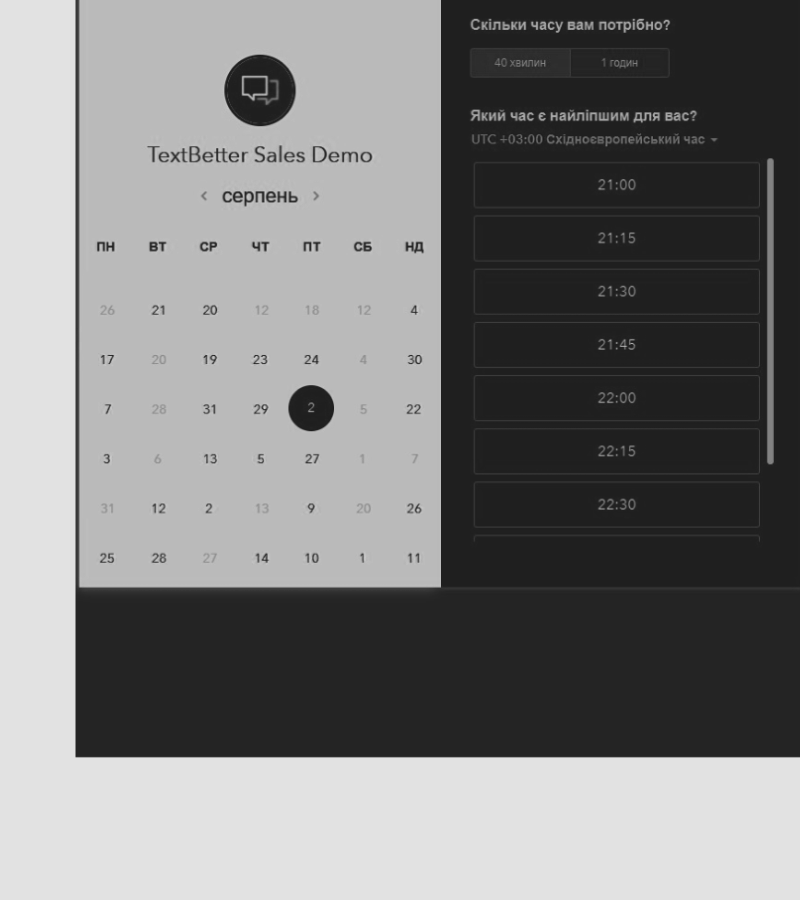 TextBetter Sales Demo
серпень
ПН ВТ СР ЧТ ПТ СБ НД
26 21 20 12 18 12 4
17 20 19 23 24 4 30
7 28 31 29 2 5 22
3 6 13 5 27 1 7
31 12 2 13 9 20 26
25 28 27 14 10 1 11
Скільки часу вам потрібно?
40 хвилин 1 годин
Який час є найліпшим для вас?
UTC +03:00 Східноєвропейський час
21:00
21:15
21:30
21:45
22:00
22:15
22:30